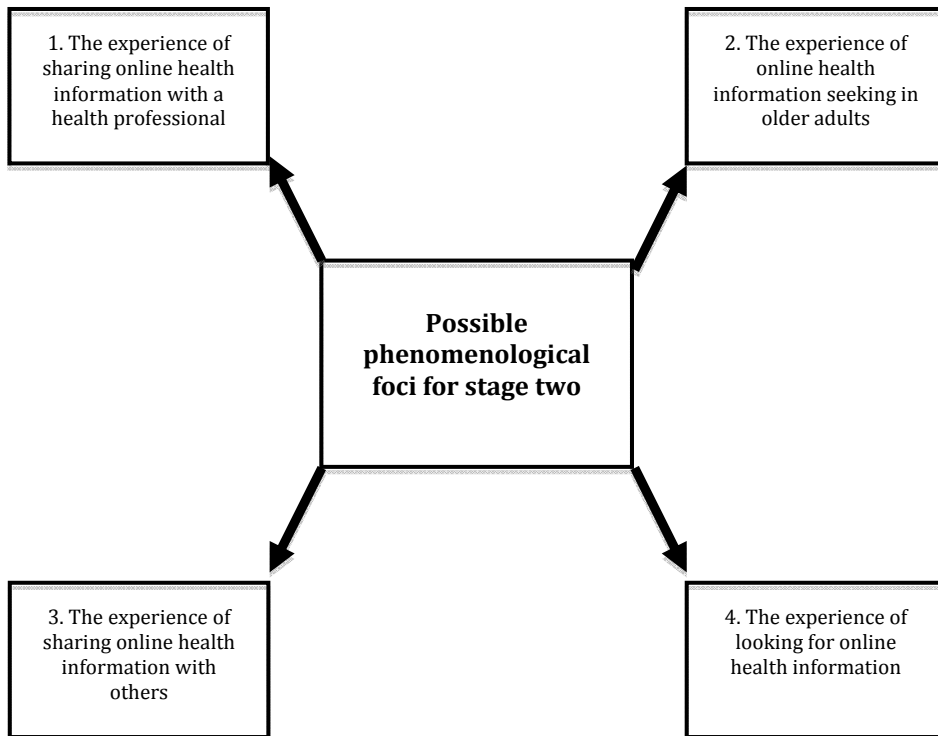 1. The experience of
sharing online health
information with a
health professional
2. The experience of
online health
information seeking in
older adults
Possible
phenomenological
foci for stage two
3. The experience of
sharing online health
information with
others
4. The experience of
looking for online
health information